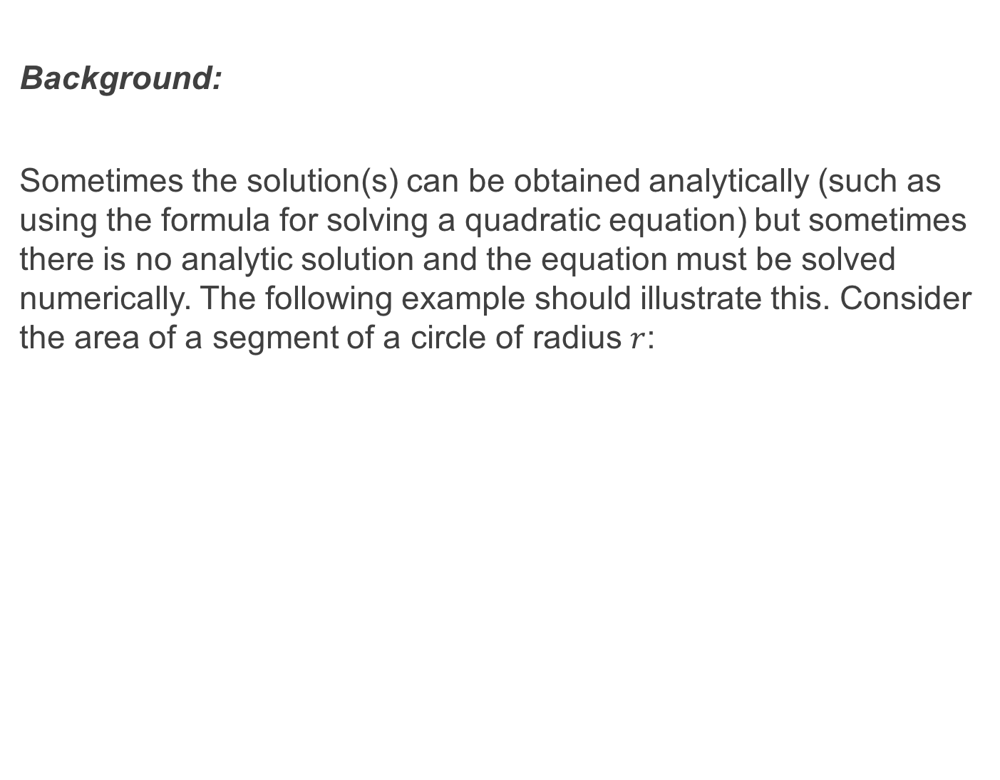 Background:
Sometimes the solution(s) can be obtained analytically (such as
using the formula for solving a quadratic equation) but sometimes
there is no analytic solution and the equation must be solved
numerically. The following example should illustrate this. Consider
the area of a segment of a circle of radius 𝑟: